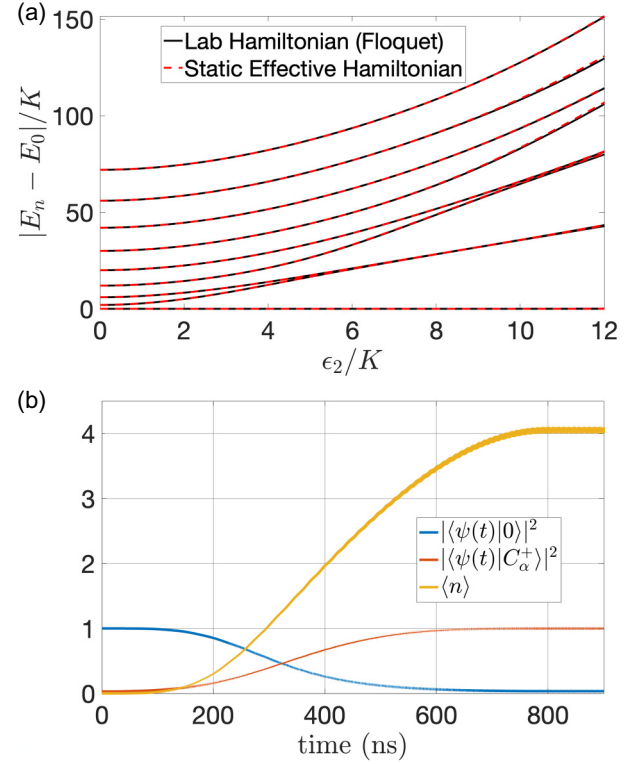 (a)
150
Lab Hamiltonian (Floquet)
Static Effective Hamiltonian
100
|E_n − E_0|/K
50
0
0 2 4 6 8 10 12
ϵ_2/K
(b)
4
3
|⟨ψ(t)|0⟩|²
|⟨ψ(t)|C_α^+⟩|²
⟨n⟩
2
1
0
0 200 400 600 800
time (ns)